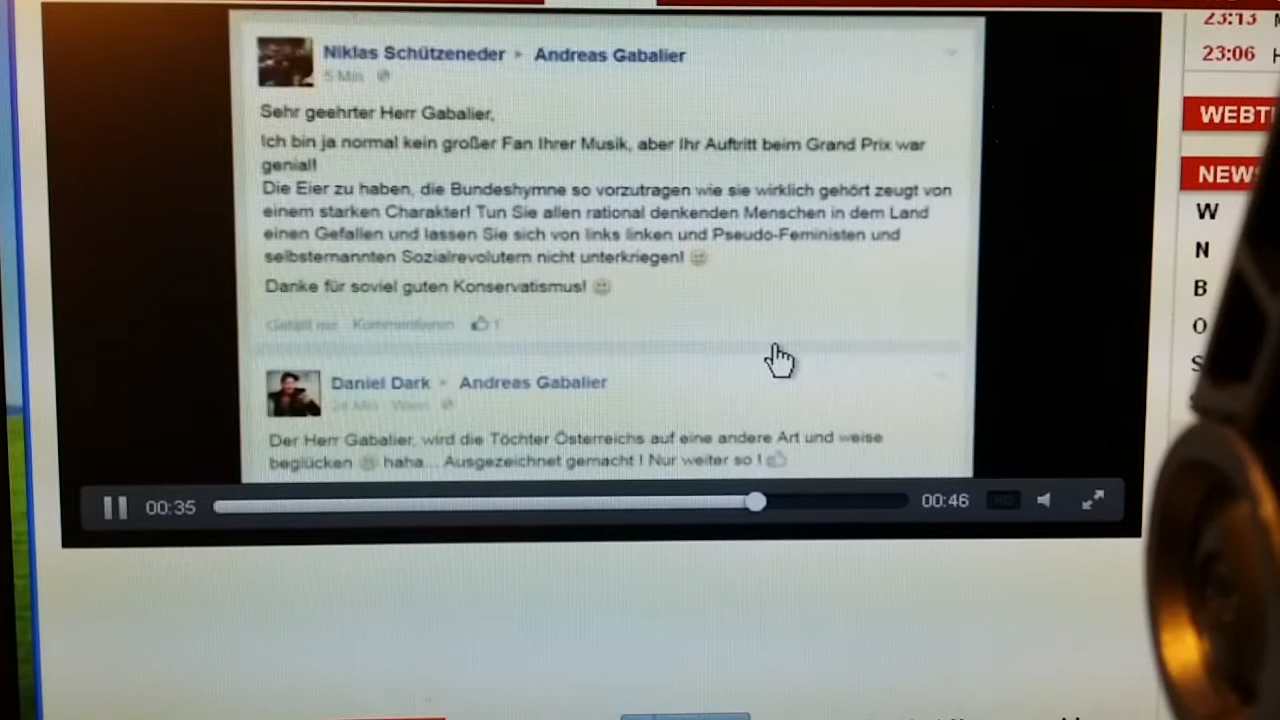 Niklas Schützeneder ▸ Andreas Gabalier
5 Min
Sehr geehrter Herr Gabalier,
Ich bin ja normal kein großer Fan Ihrer Musik, aber Ihr Auftritt beim Grand Prix war
genial!
Die Eier zu haben, die Bundeshymne so vorzutragen wie sie wirklich gehört zeugt von
einem starken Charakter! Tun Sie allen rational denkenden Menschen in dem Land
einen Gefallen und lassen Sie sich von links linken und Pseudo-Feministen und
selbsternannten Sozialrevolutern nicht unterkriegen! 🙂
Danke für soviel guten Konservatismus! 🙂
Gefällt mir Kommentieren 1
Daniel Dark ▸ Andreas Gabalier
24 Min Wien
Der Herr Gabalier, wird die Töchter Österreichs auf eine andere Art und weise
beglücken 🙂 haha... Ausgezeichnet gemacht ! Nur weiter so ! 👍
00:35 00:46 HD
23:13
23:06 H
WEBT
NEWS
W
N
B
O
S